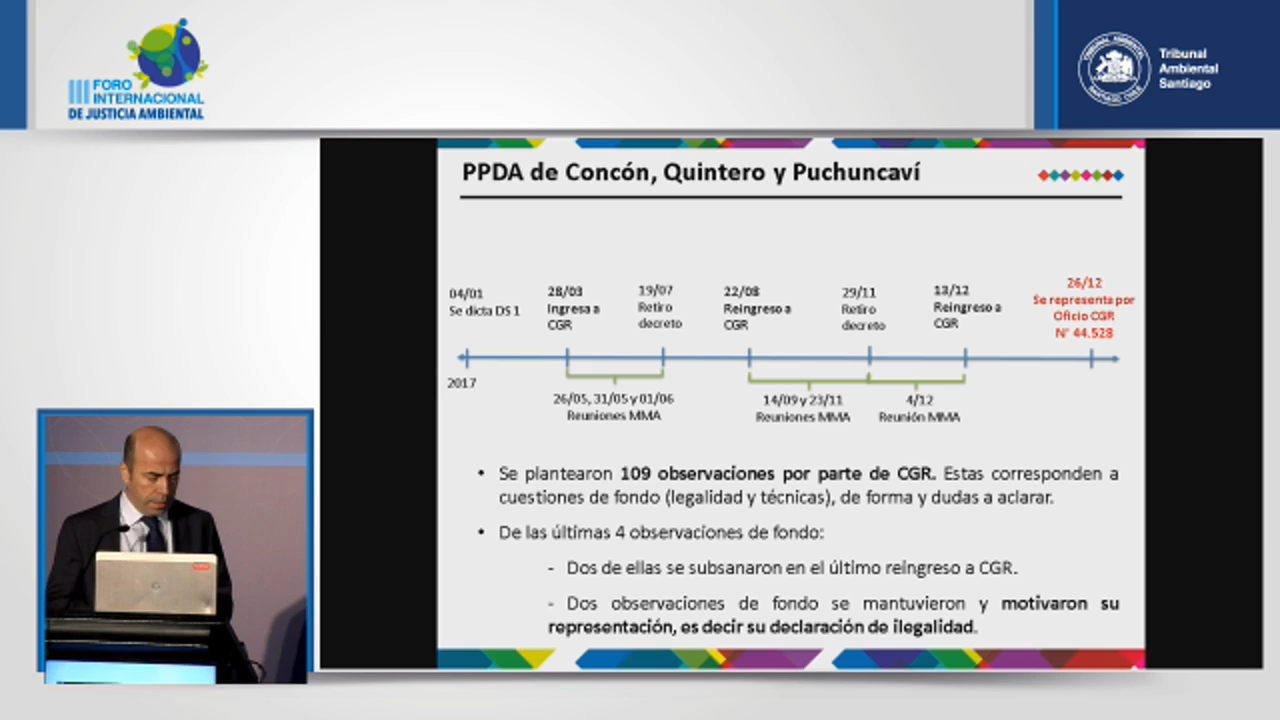 III FORO
INTERNACIONAL
DE JUSTICIA AMBIENTAL
TRIBUNAL AMBIENTAL
SANTIAGO CHILE
Tribunal
Ambiental
Santiago
PPDA de Concón, Quintero y Puchuncaví
04/01
Se dicta DS 1
28/03
Ingresa a
CGR
19/07
Retiro
decreto
22/08
Reingreso a
CGR
29/11
Retiro
decreto
13/12
Reingreso a
CGR
26/12
Se representa por
Oficio CGR
N° 44.528
2017
26/05, 31/05 y 01/06
Reuniones MMA
14/09 y 23/11
Reuniones MMA
4/12
Reunión MMA
• Se plantearon 109 observaciones por parte de CGR. Estas corresponden a
cuestiones de fondo (legalidad y técnicas), de forma y dudas a aclarar.
• De las últimas 4 observaciones de fondo:
- Dos de ellas se subsanaron en el último reingreso a CGR.
- Dos observaciones de fondo se mantuvieron y motivaron su
representación, es decir su declaración de ilegalidad.